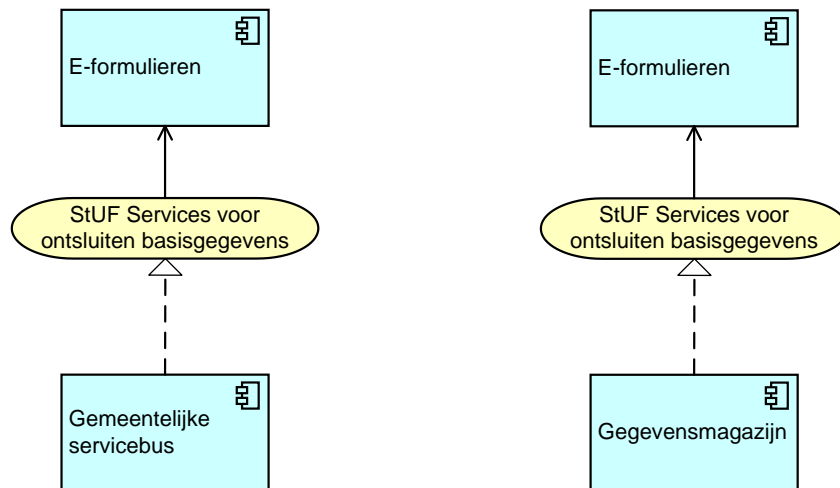 E-formulieren
StUF Services voor
ontsluiten basisgegevens
Gemeentelijke
servicebus
E-formulieren
StUF Services voor
ontsluiten basisgegevens
Gegevensmagazijn